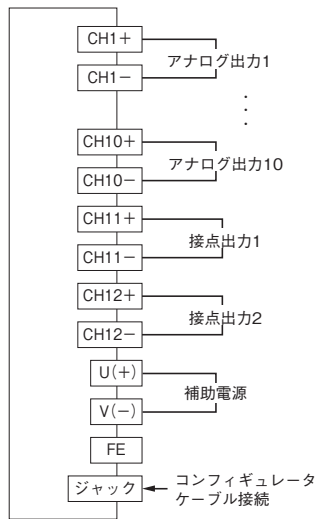 CH1+
CH1−
アナログ出力1
CH10+
CH10−
アナログ出力10
CH11+
CH11−
接点出力1
CH12+
CH12−
接点出力2
U(+)
V(−)
補助電源
FE
ジャック
コンフィギュレータ
ケーブル接続